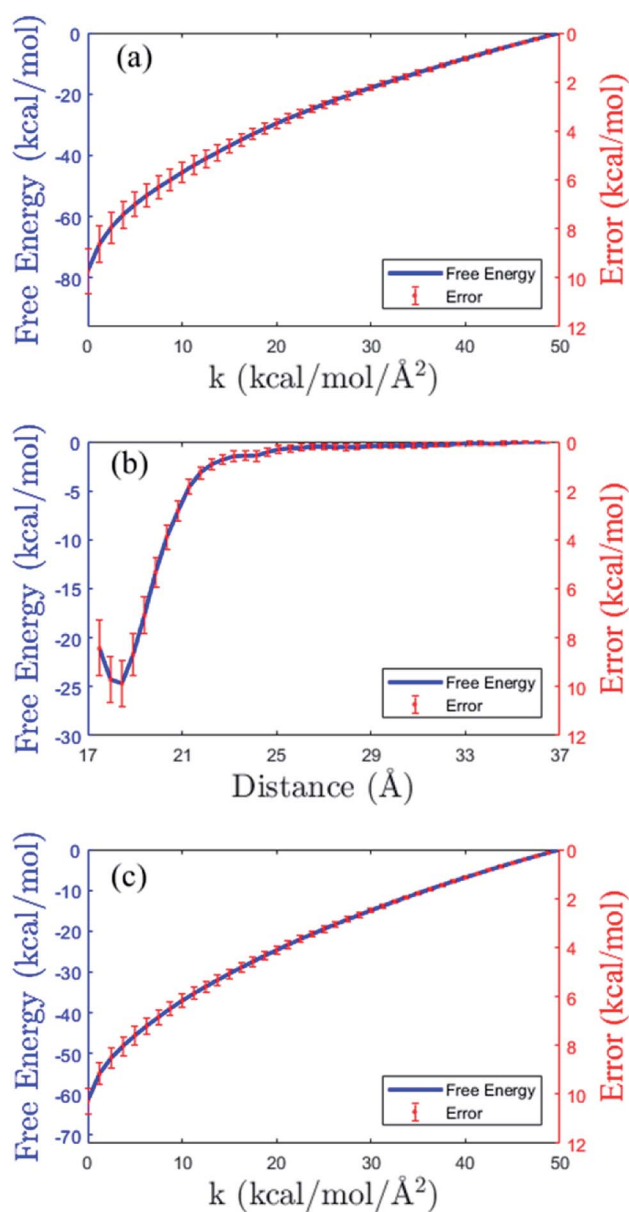 (a)
Free Energy (kcal/mol)
0
-20
-40
-60
-80
0
2
4
6
8
10
12
Error (kcal/mol)
Free Energy
Error
0 10 20 30 40 50
k (kcal/mol/Å²)
(b)
Free Energy (kcal/mol)
0
-5
-10
-15
-20
-25
-30
0
2
4
6
8
10
12
Error (kcal/mol)
Free Energy
Error
17 21 25 29 33 37
Distance (Å)
(c)
Free Energy (kcal/mol)
0
-10
-20
-30
-40
-50
-60
-70
0
2
4
6
8
10
12
Error (kcal/mol)
Free Energy
Error
0 10 20 30 40 50
k (kcal/mol/Å²)